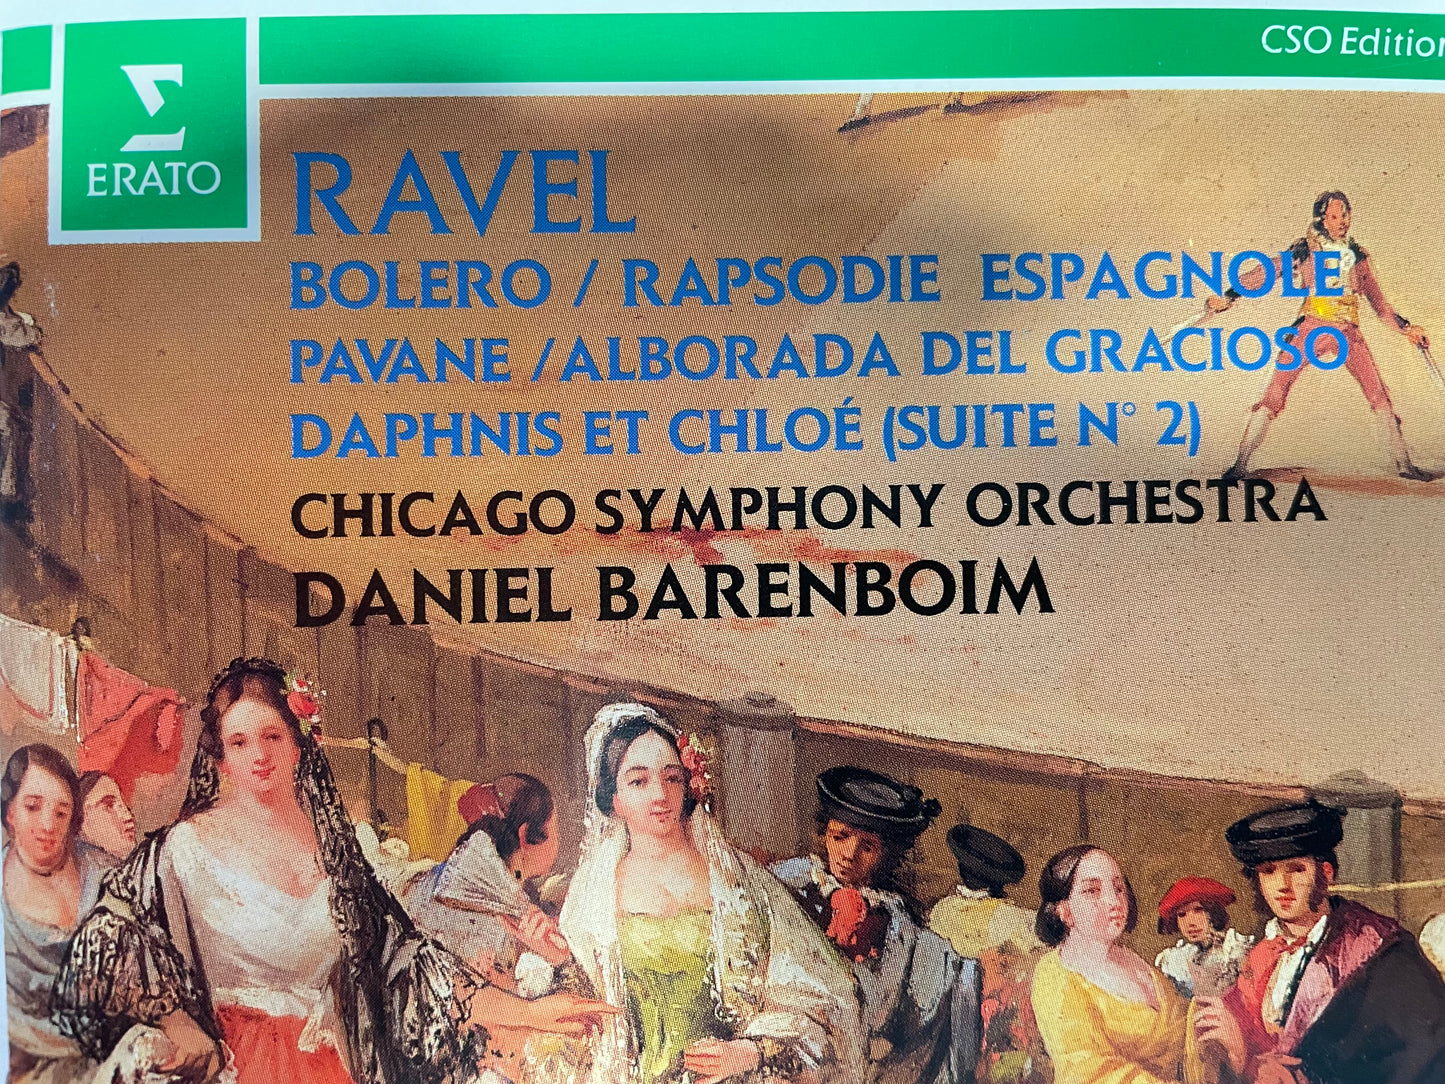 CSO Edition
ERATO
RAVEL
BOLERO / RAPSODIE ESPAGNOLE
PAVANE / ALBORADA DEL GRACIOSO
DAPHNIS ET CHLOÉ (SUITE N° 2)
CHICAGO SYMPHONY ORCHESTRA
DANIEL BARENBOIM